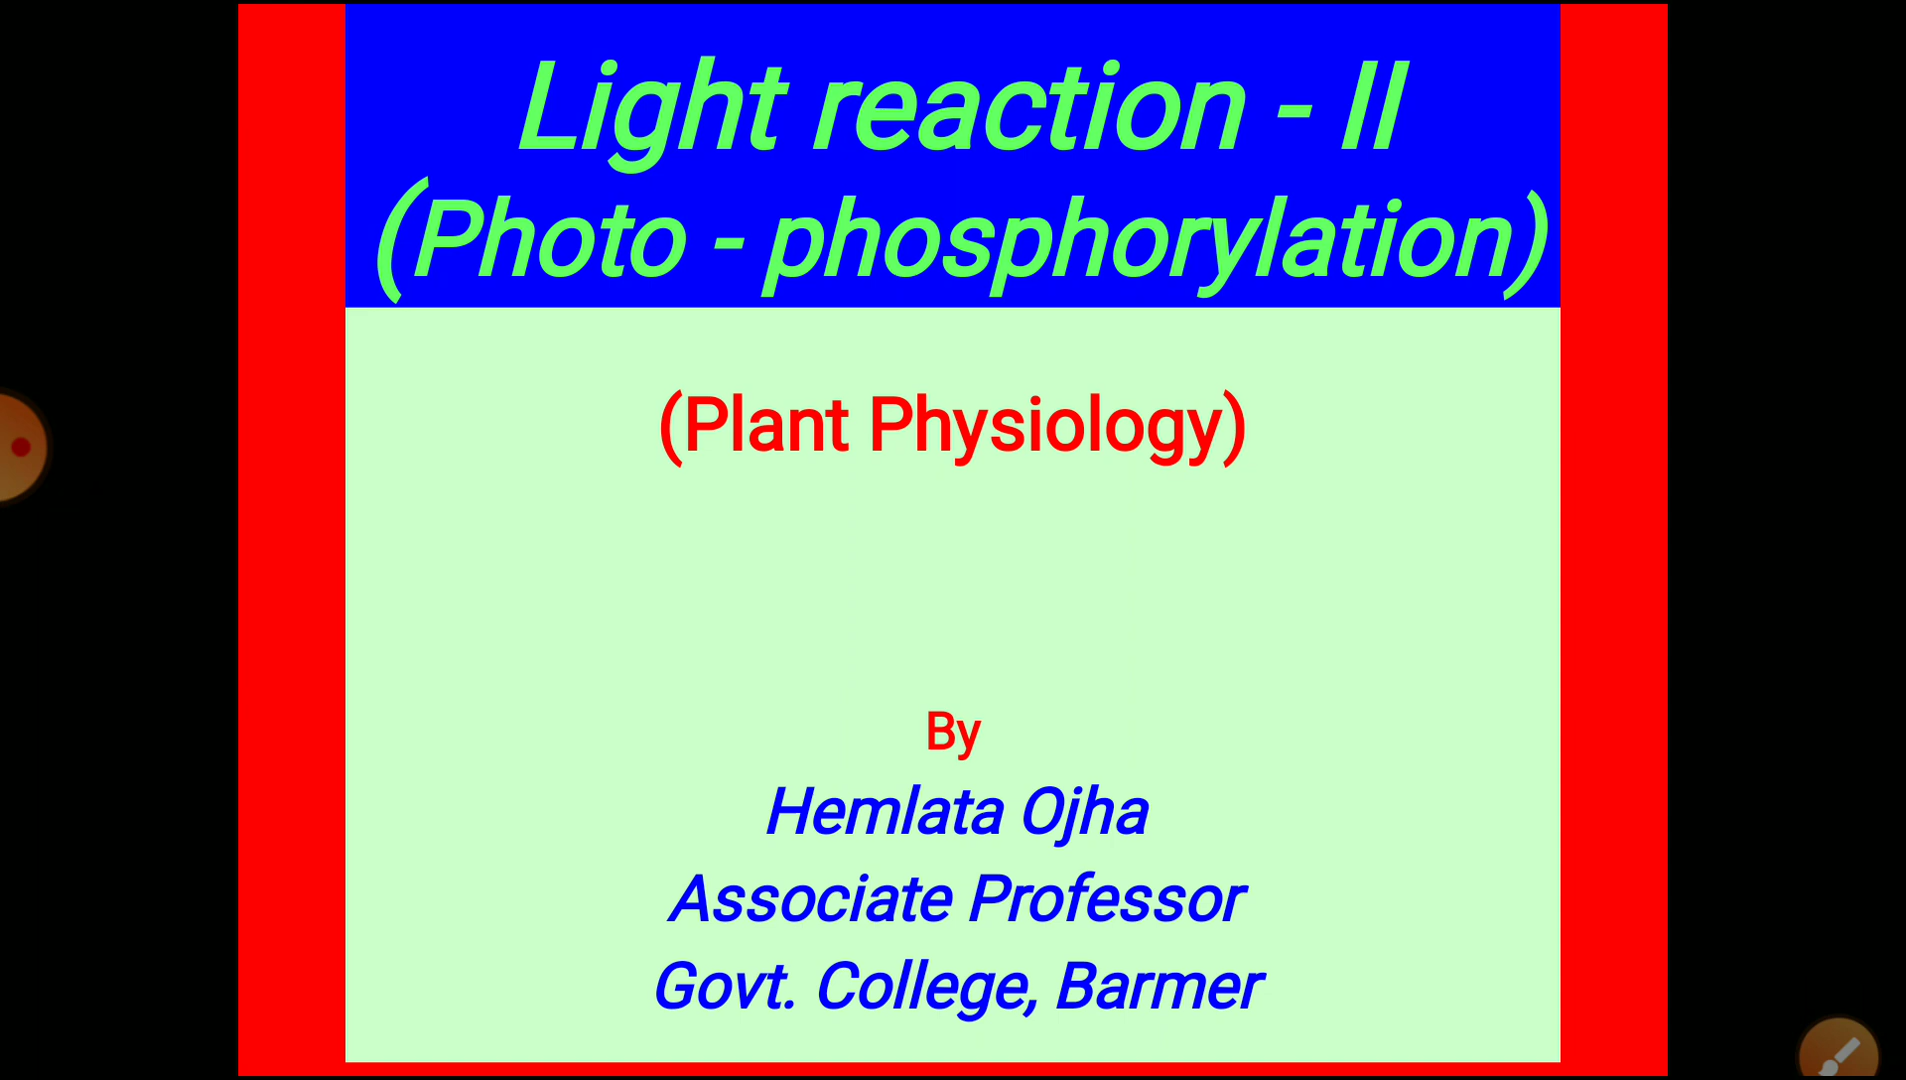 Light reaction - II
(Photo - phosphorylation)
(Plant Physiology)
By
Hemlata Ojha
Associate Professor
Govt. College, Barmer